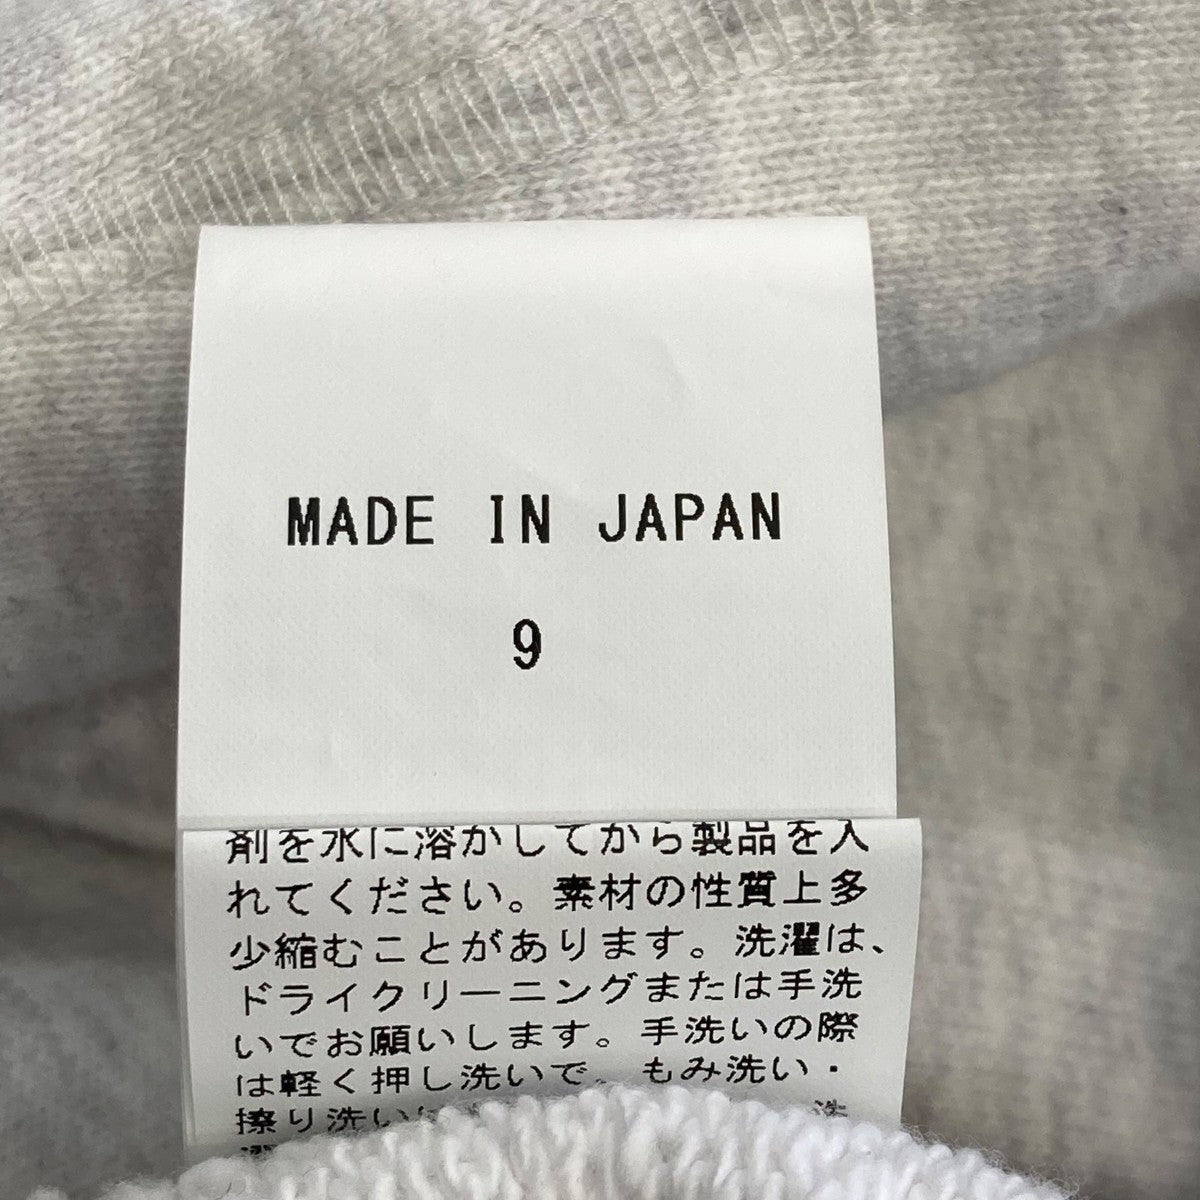 MADE IN JAPAN
9
剤を水に溶かしてから製品を入
れてください。素材の性質上多
少縮むことがあります。洗濯は、
ドライクリーニングまたは手洗
いでお願いします。手洗いの際
は軽く押し洗いで。もみ洗い・
擦り洗い